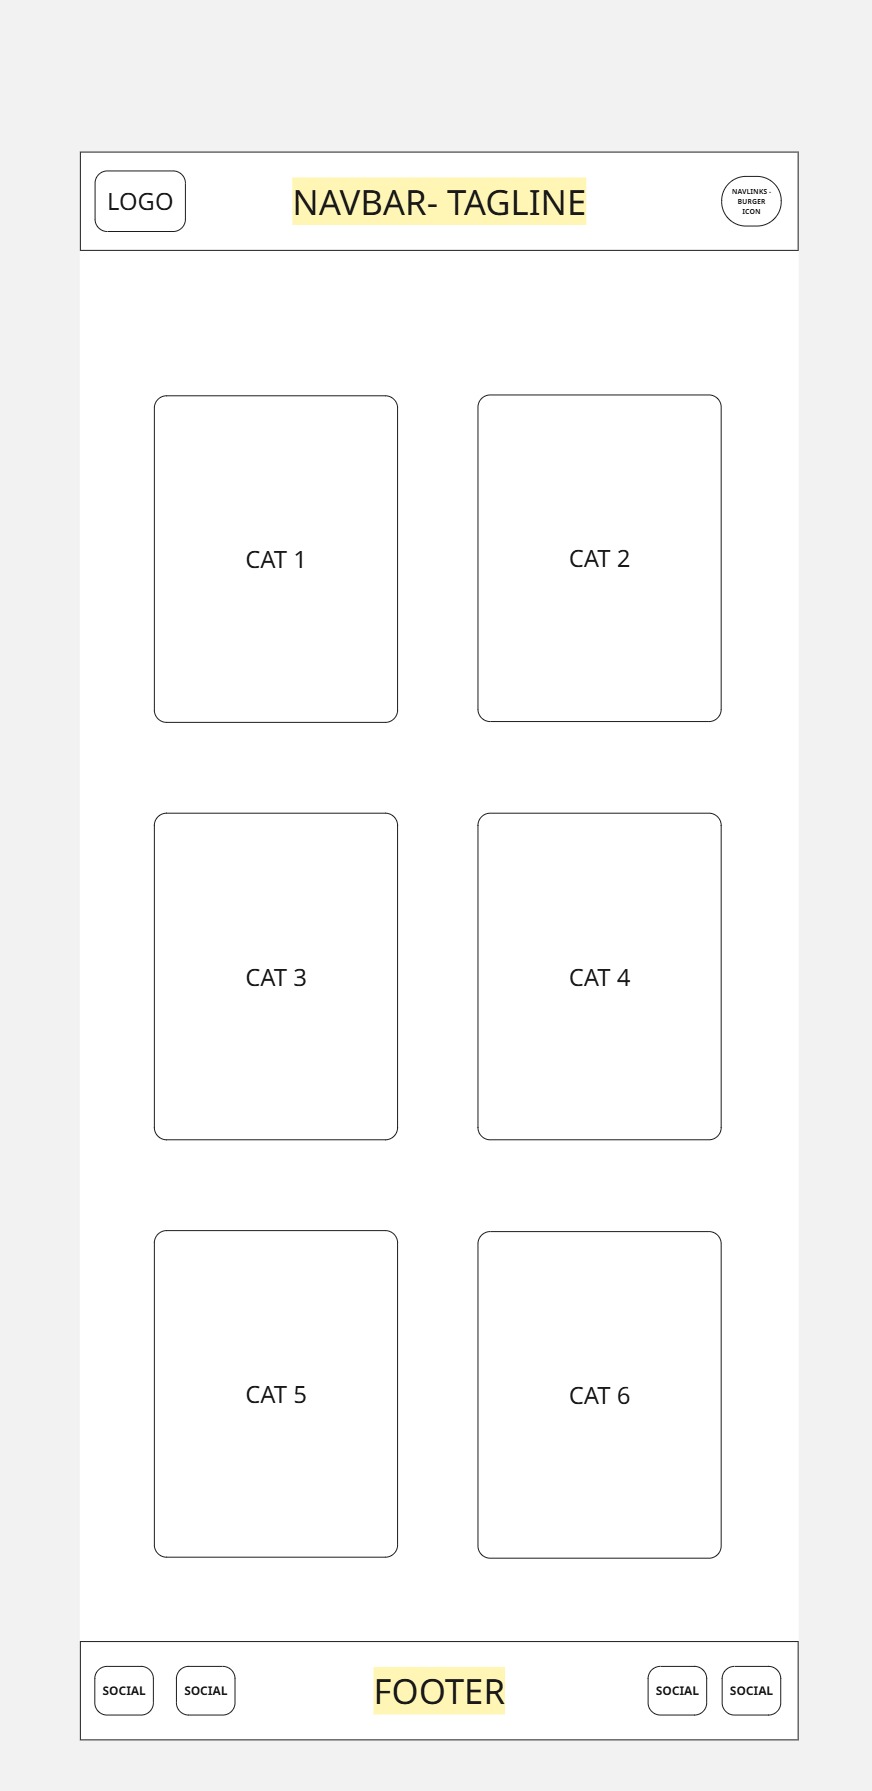 LOGO
NAVBAR- TAGLINE
NAVLINKS -
BURGER
ICON
CAT 1
CAT 2
CAT 3
CAT 4
CAT 5
CAT 6
SOCIAL
SOCIAL
FOOTER
SOCIAL
SOCIAL